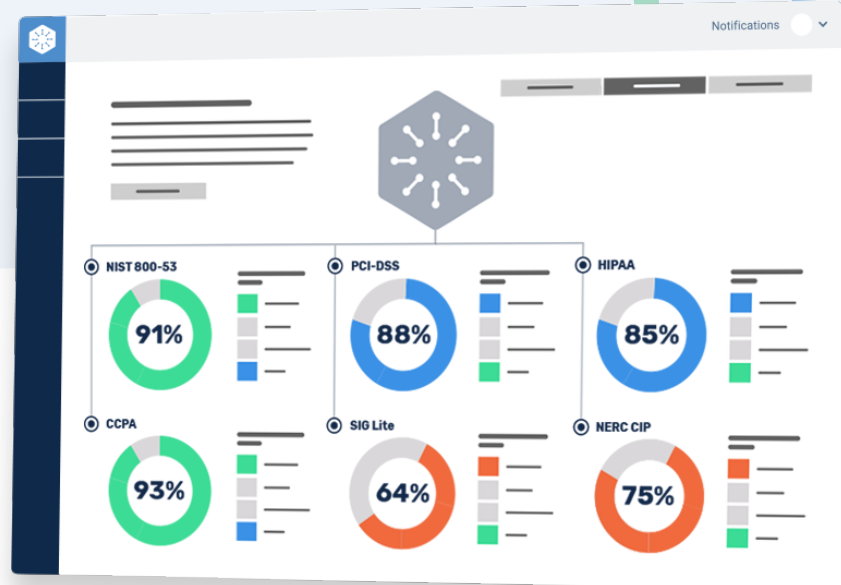 Notifications
NIST 800-53
PCI-DSS
HIPAA
91%
88%
85%
CCPA
SIG Lite
NERC CIP
93%
64%
75%